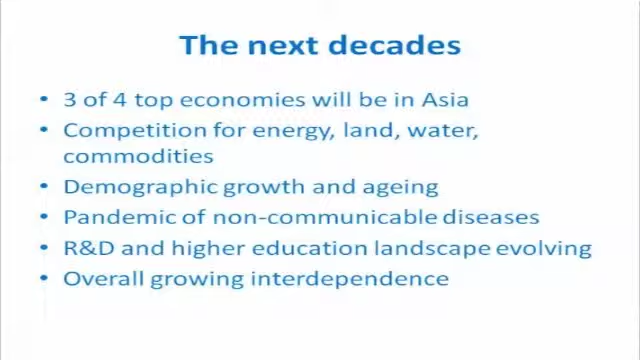 The next decades
• 3 of 4 top economies will be in Asia
• Competition for energy, land, water,
commodities
• Demographic growth and ageing
• Pandemic of non-communicable diseases
• R&D and higher education landscape evolving
• Overall growing interdependence